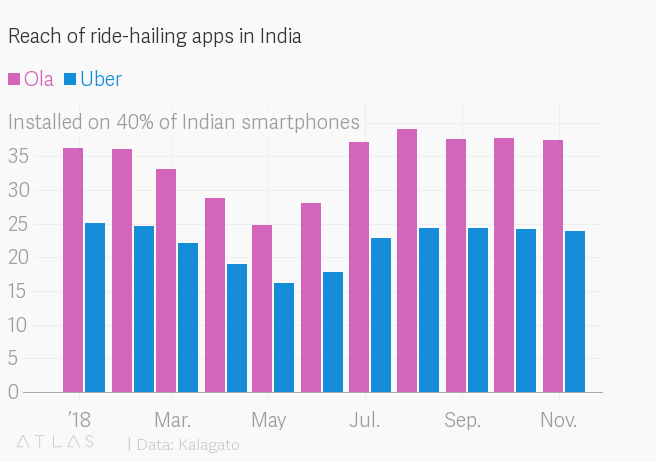 Reach of ride-hailing apps in India
Ola Uber
Installed on 40% of Indian smartphones
35
30
25
20
15
10
5
0
'18 Mar. May Jul. Sep. Nov.
ATLAS | Data: Kalagato